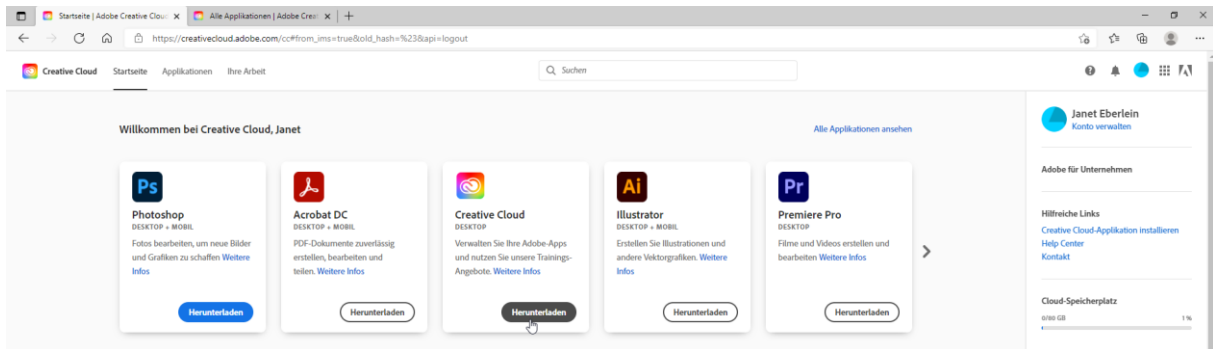 Startseite | Adobe Creative Clou
Alle Applikationen | Adobe Creat
https://creativecloud.adobe.com/cc#from_ims=true&old_hash=%23&api=logout
Creative Cloud
Startseite
Applikationen
Ihre Arbeit
Suchen
Willkommen bei Creative Cloud, Janet
Alle Applikationen ansehen
Ps
Photoshop
DESKTOP + MOBIL
Fotos bearbeiten, um neue Bilder
und Grafiken zu schaffen Weitere
Infos
Herunterladen
Acrobat DC
DESKTOP + MOBIL
PDF-Dokumente zuverlässig
erstellen, bearbeiten und
teilen. Weitere Infos
Herunterladen
Creative Cloud
DESKTOP
Verwalten Sie Ihre Adobe-Apps
und nutzen Sie unsere Trainings-
Angebote. Weitere Infos
Herunterladen
Ai
Illustrator
DESKTOP + MOBIL
Erstellen Sie Illustrationen und
andere Vektorgrafiken. Weitere
Infos
Herunterladen
Pr
Premiere Pro
DESKTOP
Filme und Videos erstellen und
bearbeiten Weitere Infos
Herunterladen
Janet Eberlein
Konto verwalten
Adobe für Unternehmen
Hilfreiche Links
Creative Cloud-Applikation installieren
Help Center
Kontakt
Cloud-Speicherplatz
0/80 GB
1 %